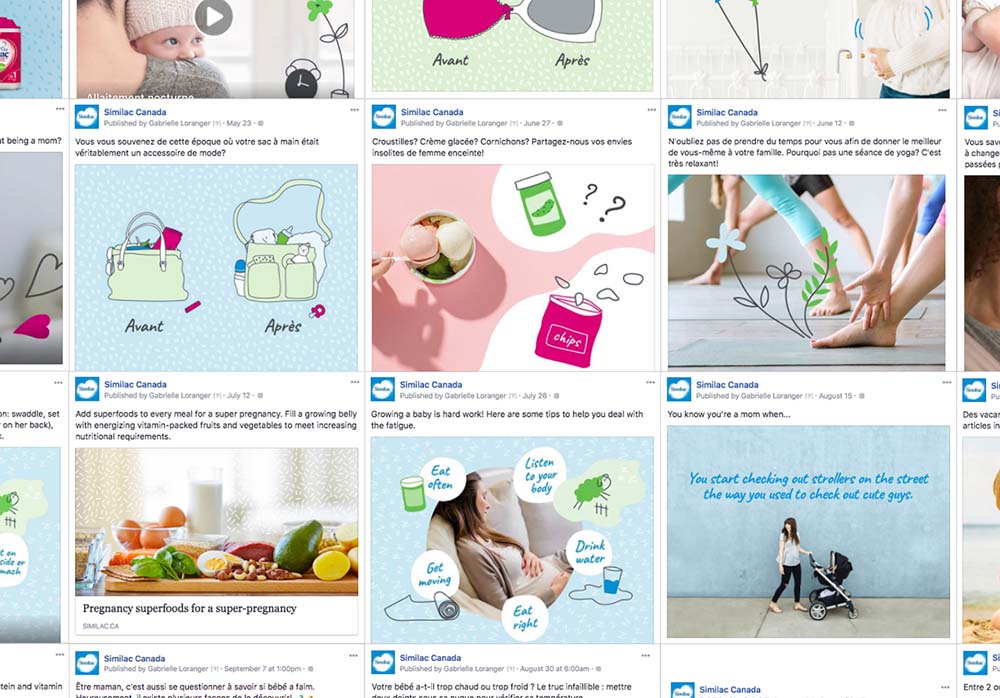 Allaitement nocturne
Avant Après
t being a mom?
Similac Canada
Published by Gabrielle Loranger [?] · May 23 ·
Vous vous souvenez de cette époque où votre sac à main était
véritablement un accessoire de mode?
Avant Après
Similac Canada
Published by Gabrielle Loranger [?] · June 27 ·
Croustilles? Crème glacée? Cornichons? Partagez-nous vos envies
insolites de femme enceinte!
? ?
chips
Similac Canada
Published by Gabrielle Loranger [?] · June 12 ·
N'oubliez pas de prendre du temps pour vous afin de donner le meilleur
de vous-même à votre famille. Pourquoi pas une séance de yoga? C'est
très relaxant!
Vous sav
à change
passées
on: swaddle, set
r on her back),
s.
t on
side or
mach
Similac Canada
Published by Gabrielle Loranger [?] · July 12 ·
Add superfoods to every meal for a super pregnancy. Fill a growing belly
with energizing vitamin-packed fruits and vegetables to meet increasing
nutritional requirements.
Pregnancy superfoods for a super-pregnancy
SIMILAC.CA
Similac Canada
Published by Gabrielle Loranger [?] · July 26 ·
Growing a baby is hard work! Here are some tips to help you deal with
the fatigue.
Eat
often
Listen
to your
body
Get
moving
Drink
water
Eat
right
Similac Canada
Published by Gabrielle Loranger [?] · August 15 ·
You know you're a mom when...
You start checking out strollers on the street
the way you used to check out cute guys.
Des vacan
articles in
tein and vitamin
Similac Canada
Published by Gabrielle Loranger [?] · September 7 at 1:00pm ·
Être maman, c'est aussi se questionner à savoir si bébé a faim.
Similac Canada
Published by Gabrielle Loranger [?] · August 30 at 6:00am ·
Votre bébé a-t-il trop chaud ou trop froid ? Le truc infaillible : mettre
Similac Canada
Entre 2 e